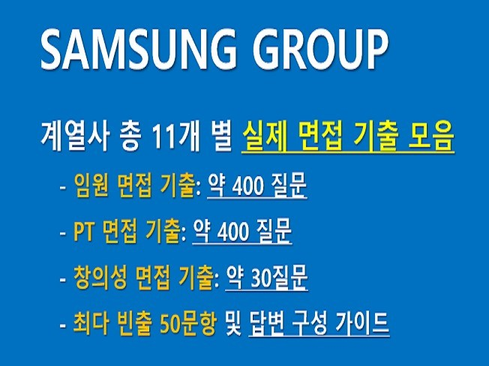 SAMSUNG GROUP
계열사 총 11개 별 실제 면접 기출 모음
- 임원 면접 기출: 약 400 질문
- PT 면접 기출: 약 400 질문
- 창의성 면접 기출: 약 30질문
- 최다 빈출 50문항 및 답변 구성 가이드